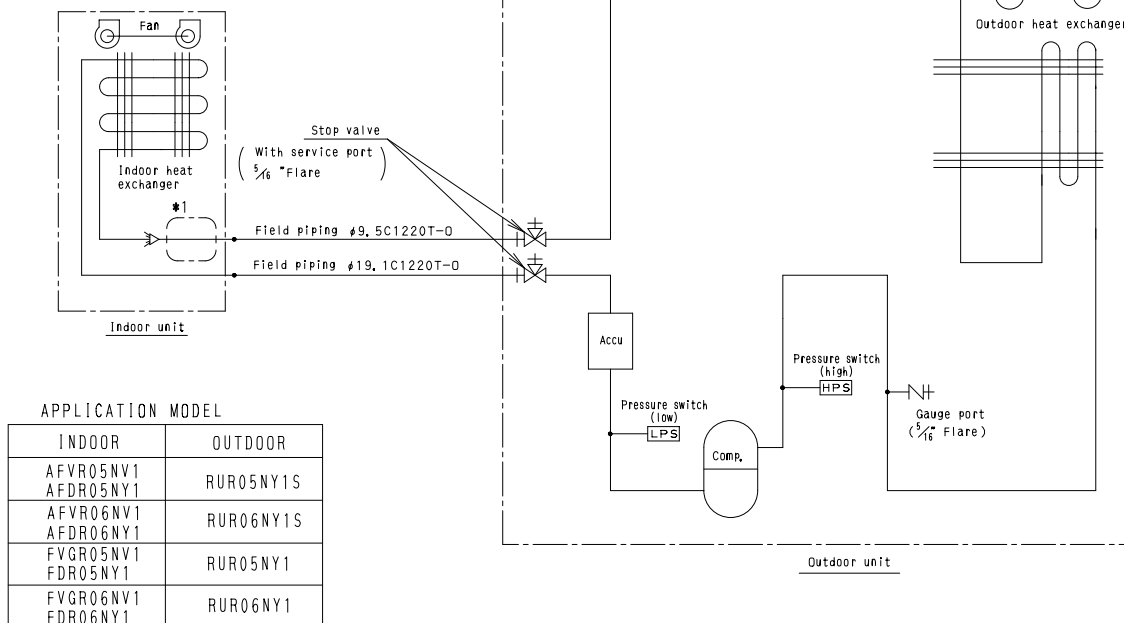 Fan
Outdoor heat exchanger
Stop valve
(With service port
5/16 "Flare)
Indoor heat
exchanger
*1
Field piping φ9.5C1220T-O
Field piping φ19.1C1220T-O
Indoor unit
Accu
Pressure switch
(high)
HPS
Pressure switch
(low)
LPS
Gauge port
(5/16" Flare)
Comp.
Outdoor unit
APPLICATION MODEL
INDOOR OUTDOOR
AFVR05NV1
AFDR05NY1
RUR05NY1S
AFVR06NV1
AFDR06NY1
RUR06NY1S
FVGR05NV1
FDR05NY1
RUR05NY1
FVGR06NV1
FDR06NY1
RUR06NY1